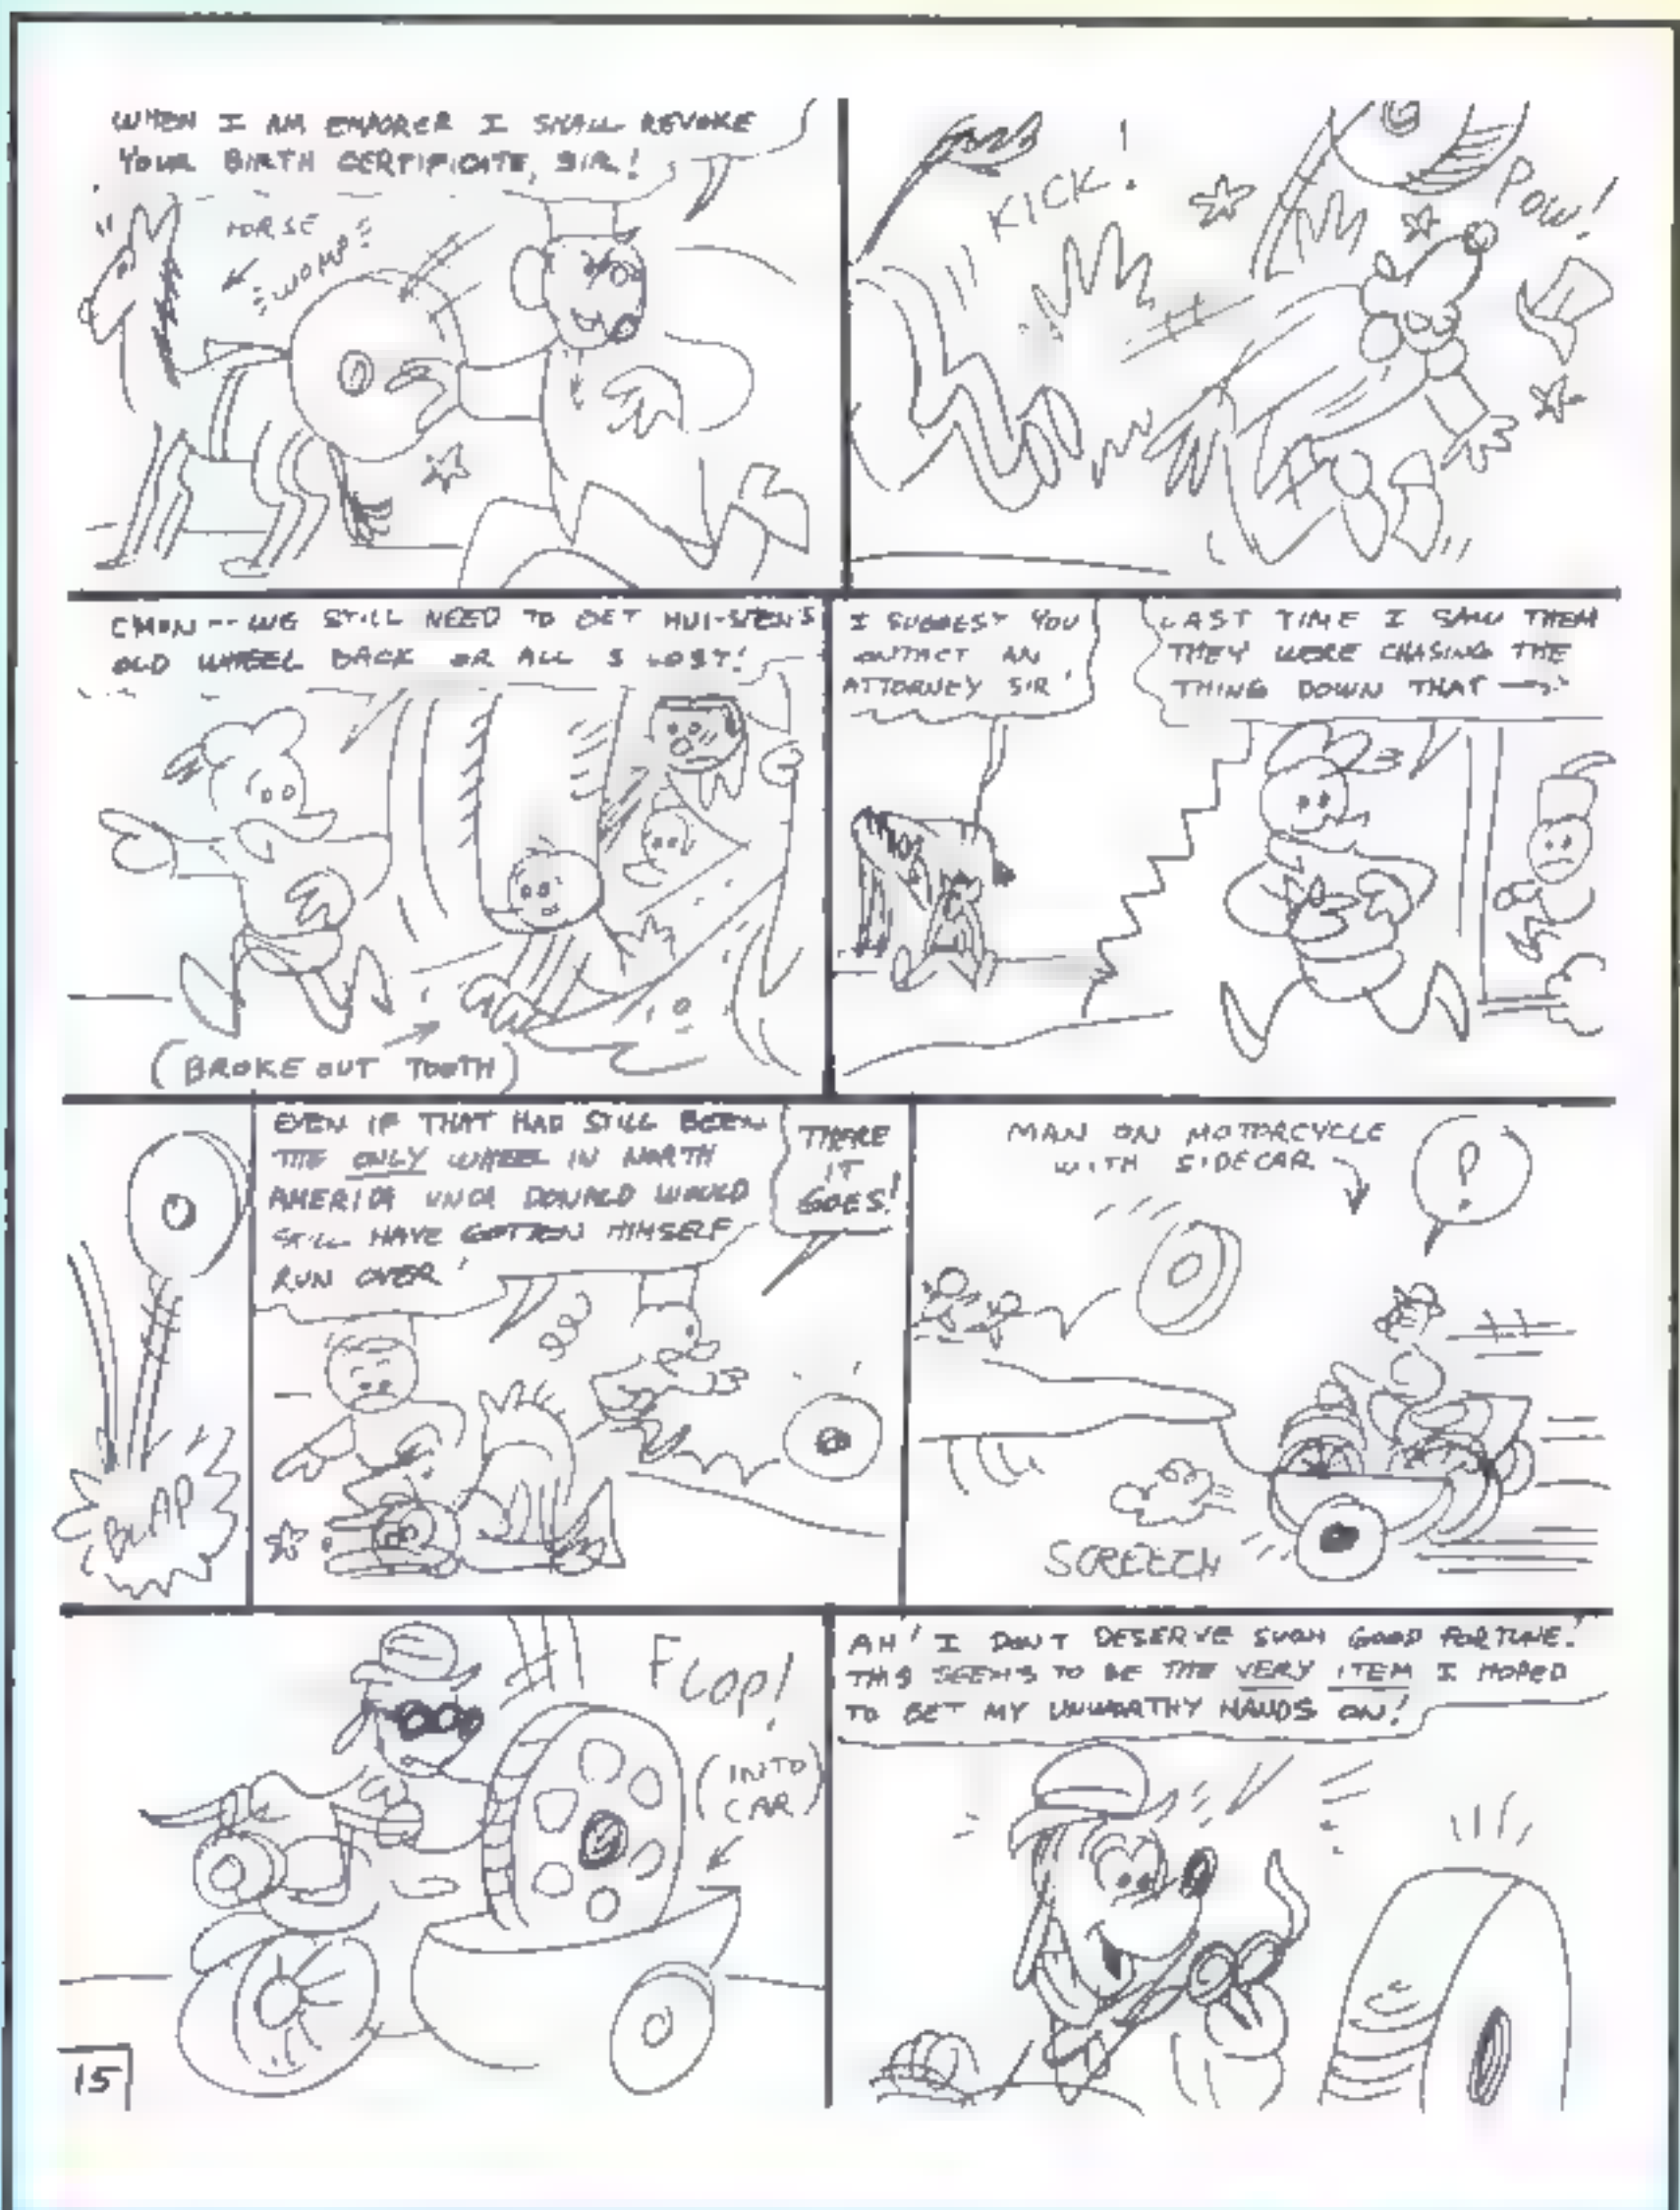 WHEN I AM EMPORER I SHALL REVOKE
YOUR BIRTH CERTIFICATE, SIR!
HORSE
WOMP
KICK!
POW!
C'MON -- WE STILL NEED TO GET HUI-SHEN'S
OLD WHEEL BACK OR ALL IS LOST!
(BROKE OUT TOOTH)
I SUGGEST YOU
CONTACT AN
ATTORNEY SIR!
LAST TIME I SAW THEM
THEY WERE CHASING THE
THING DOWN THAT
BLAP
EVEN IF THAT HAD STILL BEEN
THE ONLY WHEEL IN NORTH
AMERICA UNCA DONALD WOULD
STILL HAVE GOTTEN HIMSELF
RUN OVER!
THERE
IT
GOES!
MAN ON MOTORCYCLE
WITH SIDECAR
!
SCREECH
FLOP!
(INTO
CAR)
AH! I DON'T DESERVE SUCH GOOD FORTUNE!
THIS SEEMS TO BE THE VERY ITEM I HOPED
TO GET MY UNWORTHY HANDS ON!
15